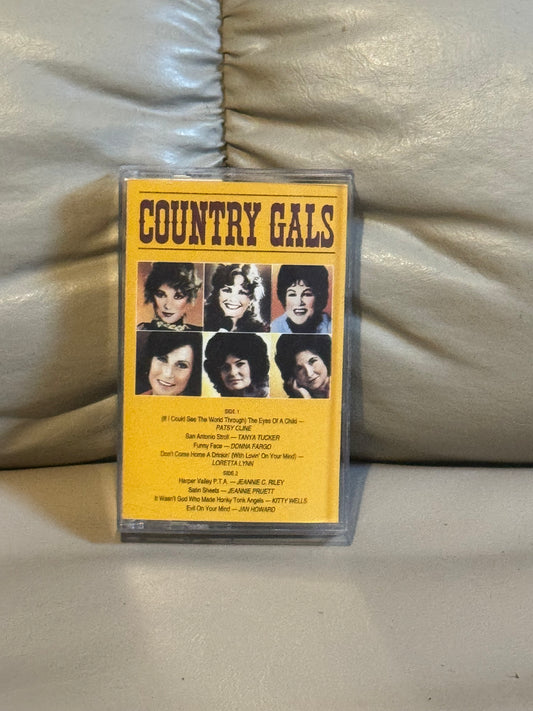 COUNTRY GALS
SIDE 1
(If I Could See The World Through) The Eyes Of A Child —
PATSY CLINE
San Antonio Stroll — TANYA TUCKER
Funny Face — DONNA FARGO
Don't Come Home A Drinkin' (With Lovin' On Your Mind) —
LORETTA LYNN
SIDE 2
Harper Valley P.T.A. — JEANNIE C. RILEY
Satin Sheets — JEANNIE PRUETT
It Wasn't God Who Made Honky Tonk Angels — KITTY WELLS
Evil On Your Mind — JAN HOWARD